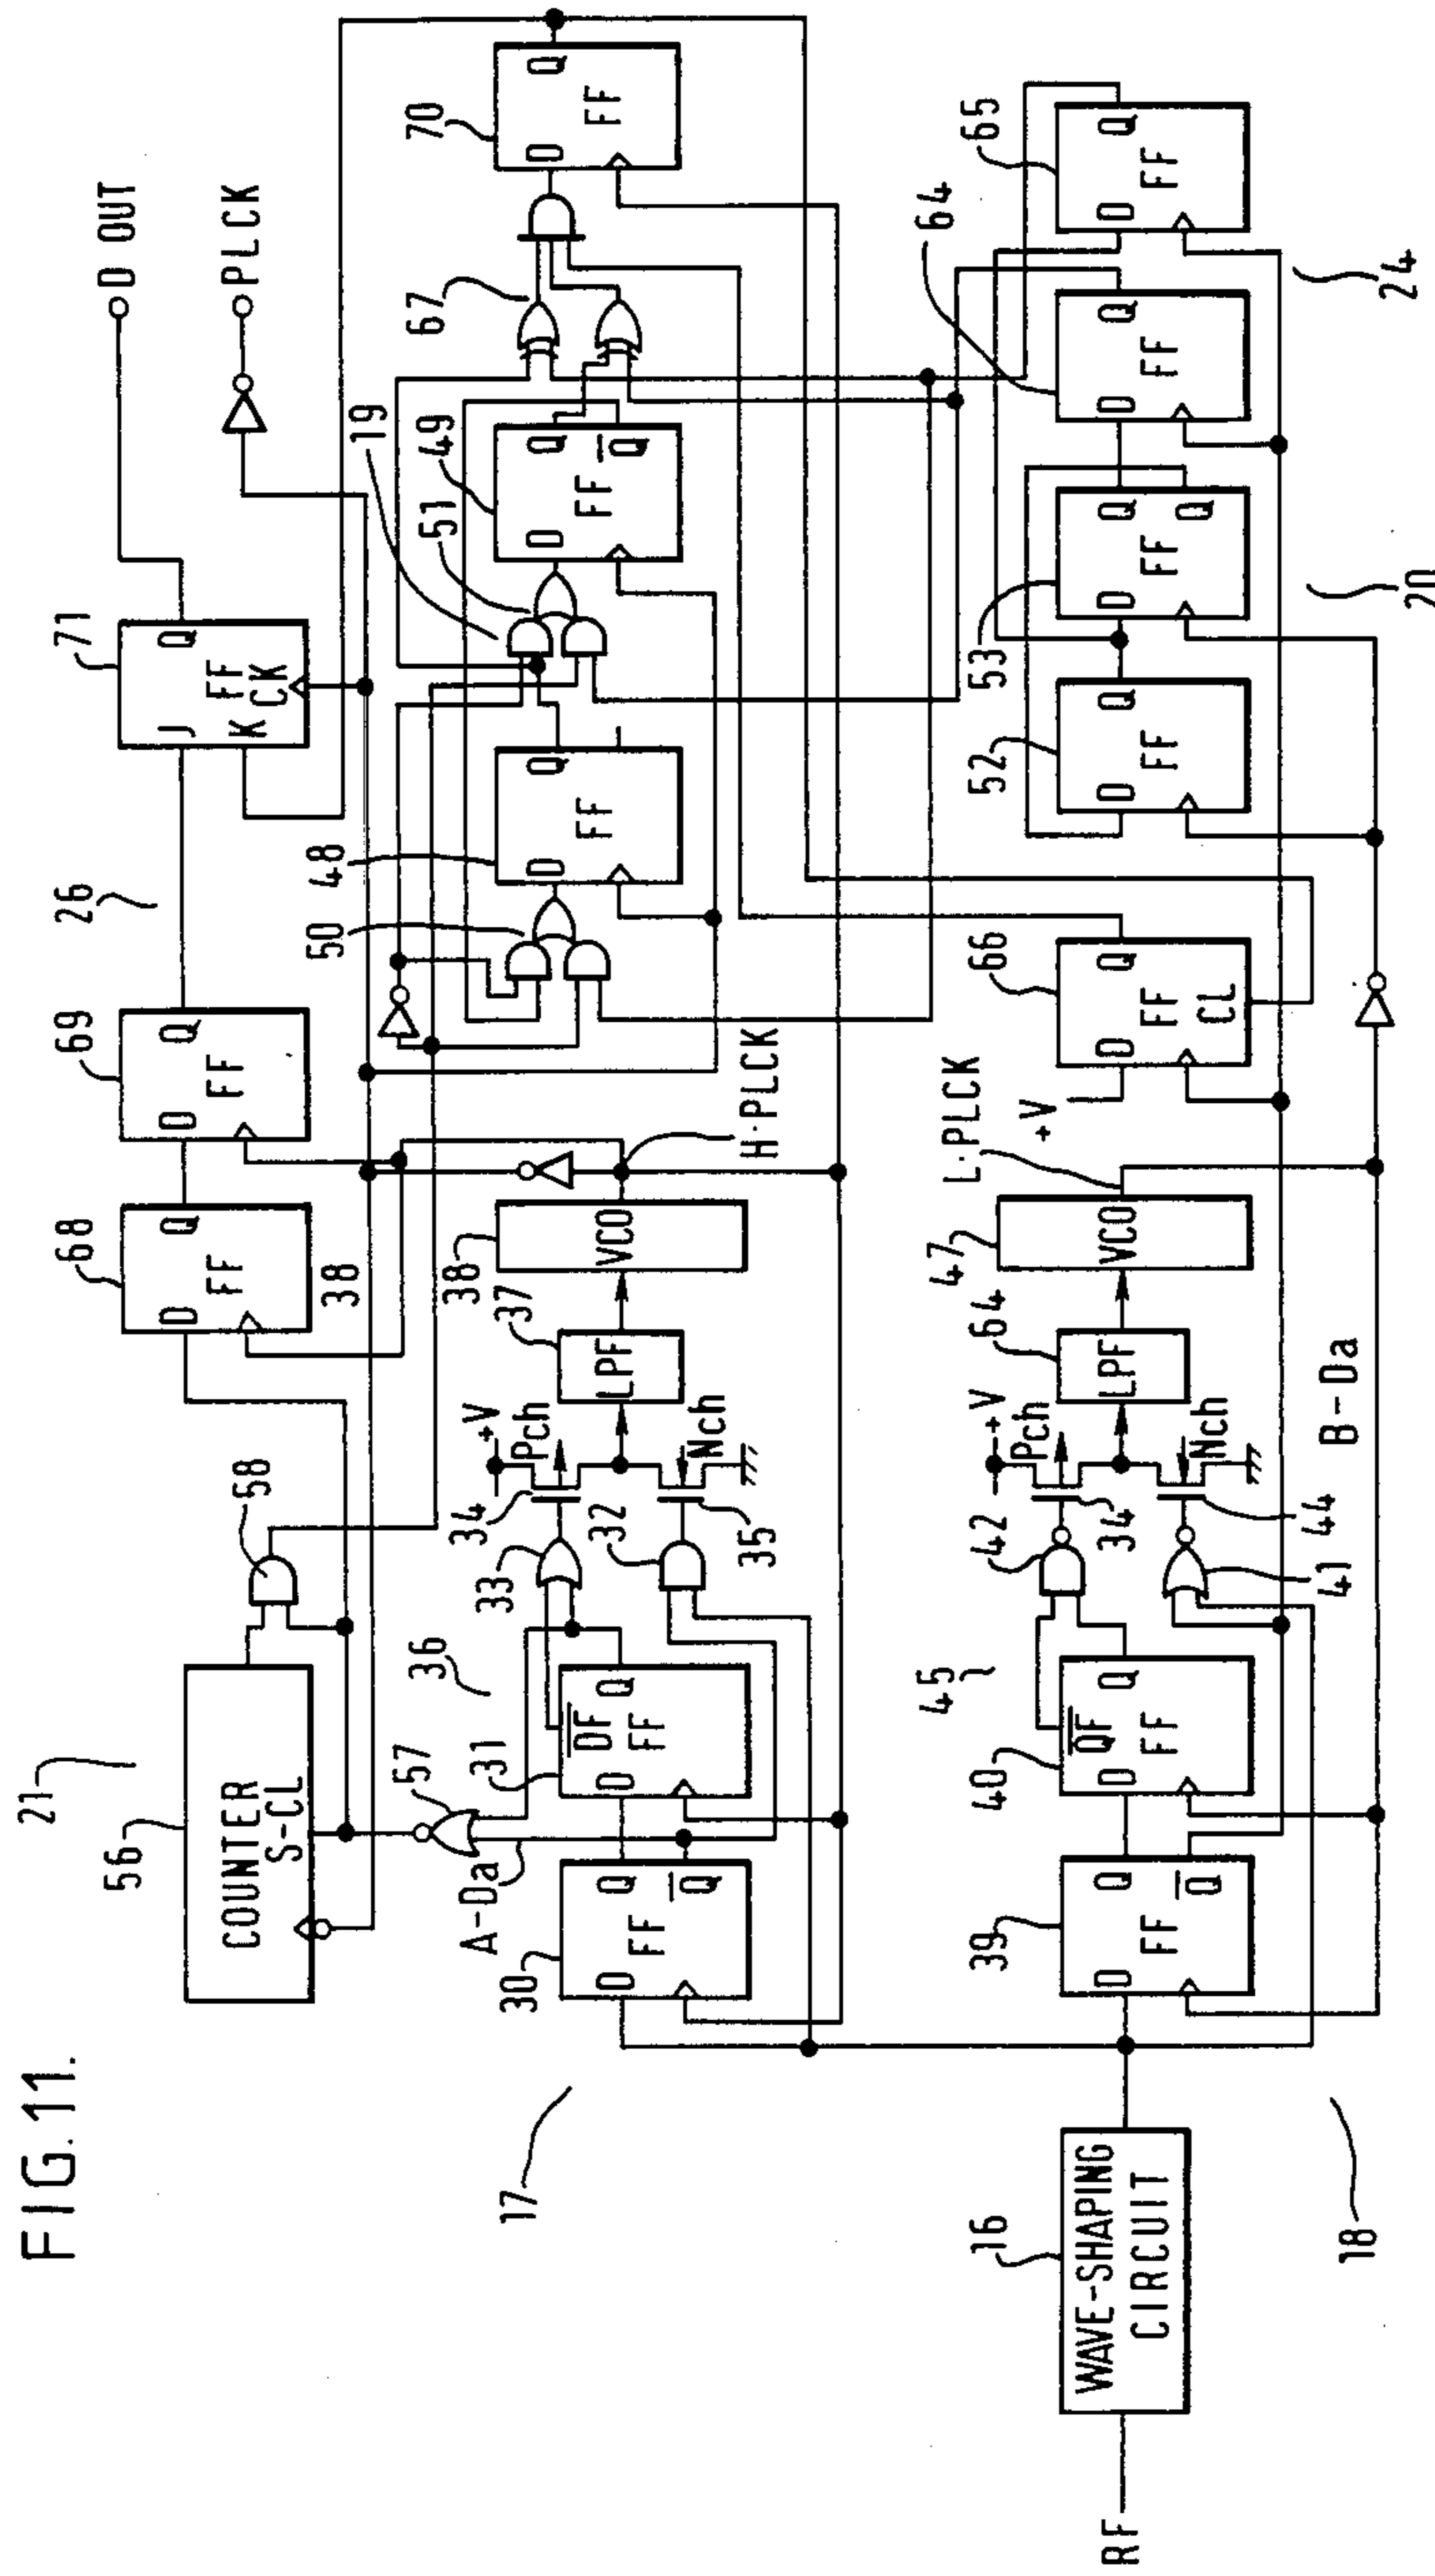 FIG. 11.
21
56
COUNTER
S-CL
58
57
A-Da
68
D
Q
FF
69
D
Q
FF
26
71
J
Q
FF
K
CK
D OUT
PLCK
38
17
30
D
Q
FF
Q
31
DF
D
Q
FF
36
33
32
34
+V
Pch
35
Nch
37
LPF
38
VCO
H·PLCK
50
48
D
Q
FF
19
51
49
D
Q
FF
Q
67
70
D
Q
FF
RF
16
WAVE-SHAPING
CIRCUIT
18
39
D
Q
FF
Q
40
QF
D
Q
FF
45
42
41
+V
Pch
34
Nch
44
64
LPF
B-Da
47
VCO
L·PLCK
+V
66
D
Q
FF
CL
52
D
Q
FF
53
D
Q
FF
Q
20
64
D
Q
FF
65
D
Q
FF
24